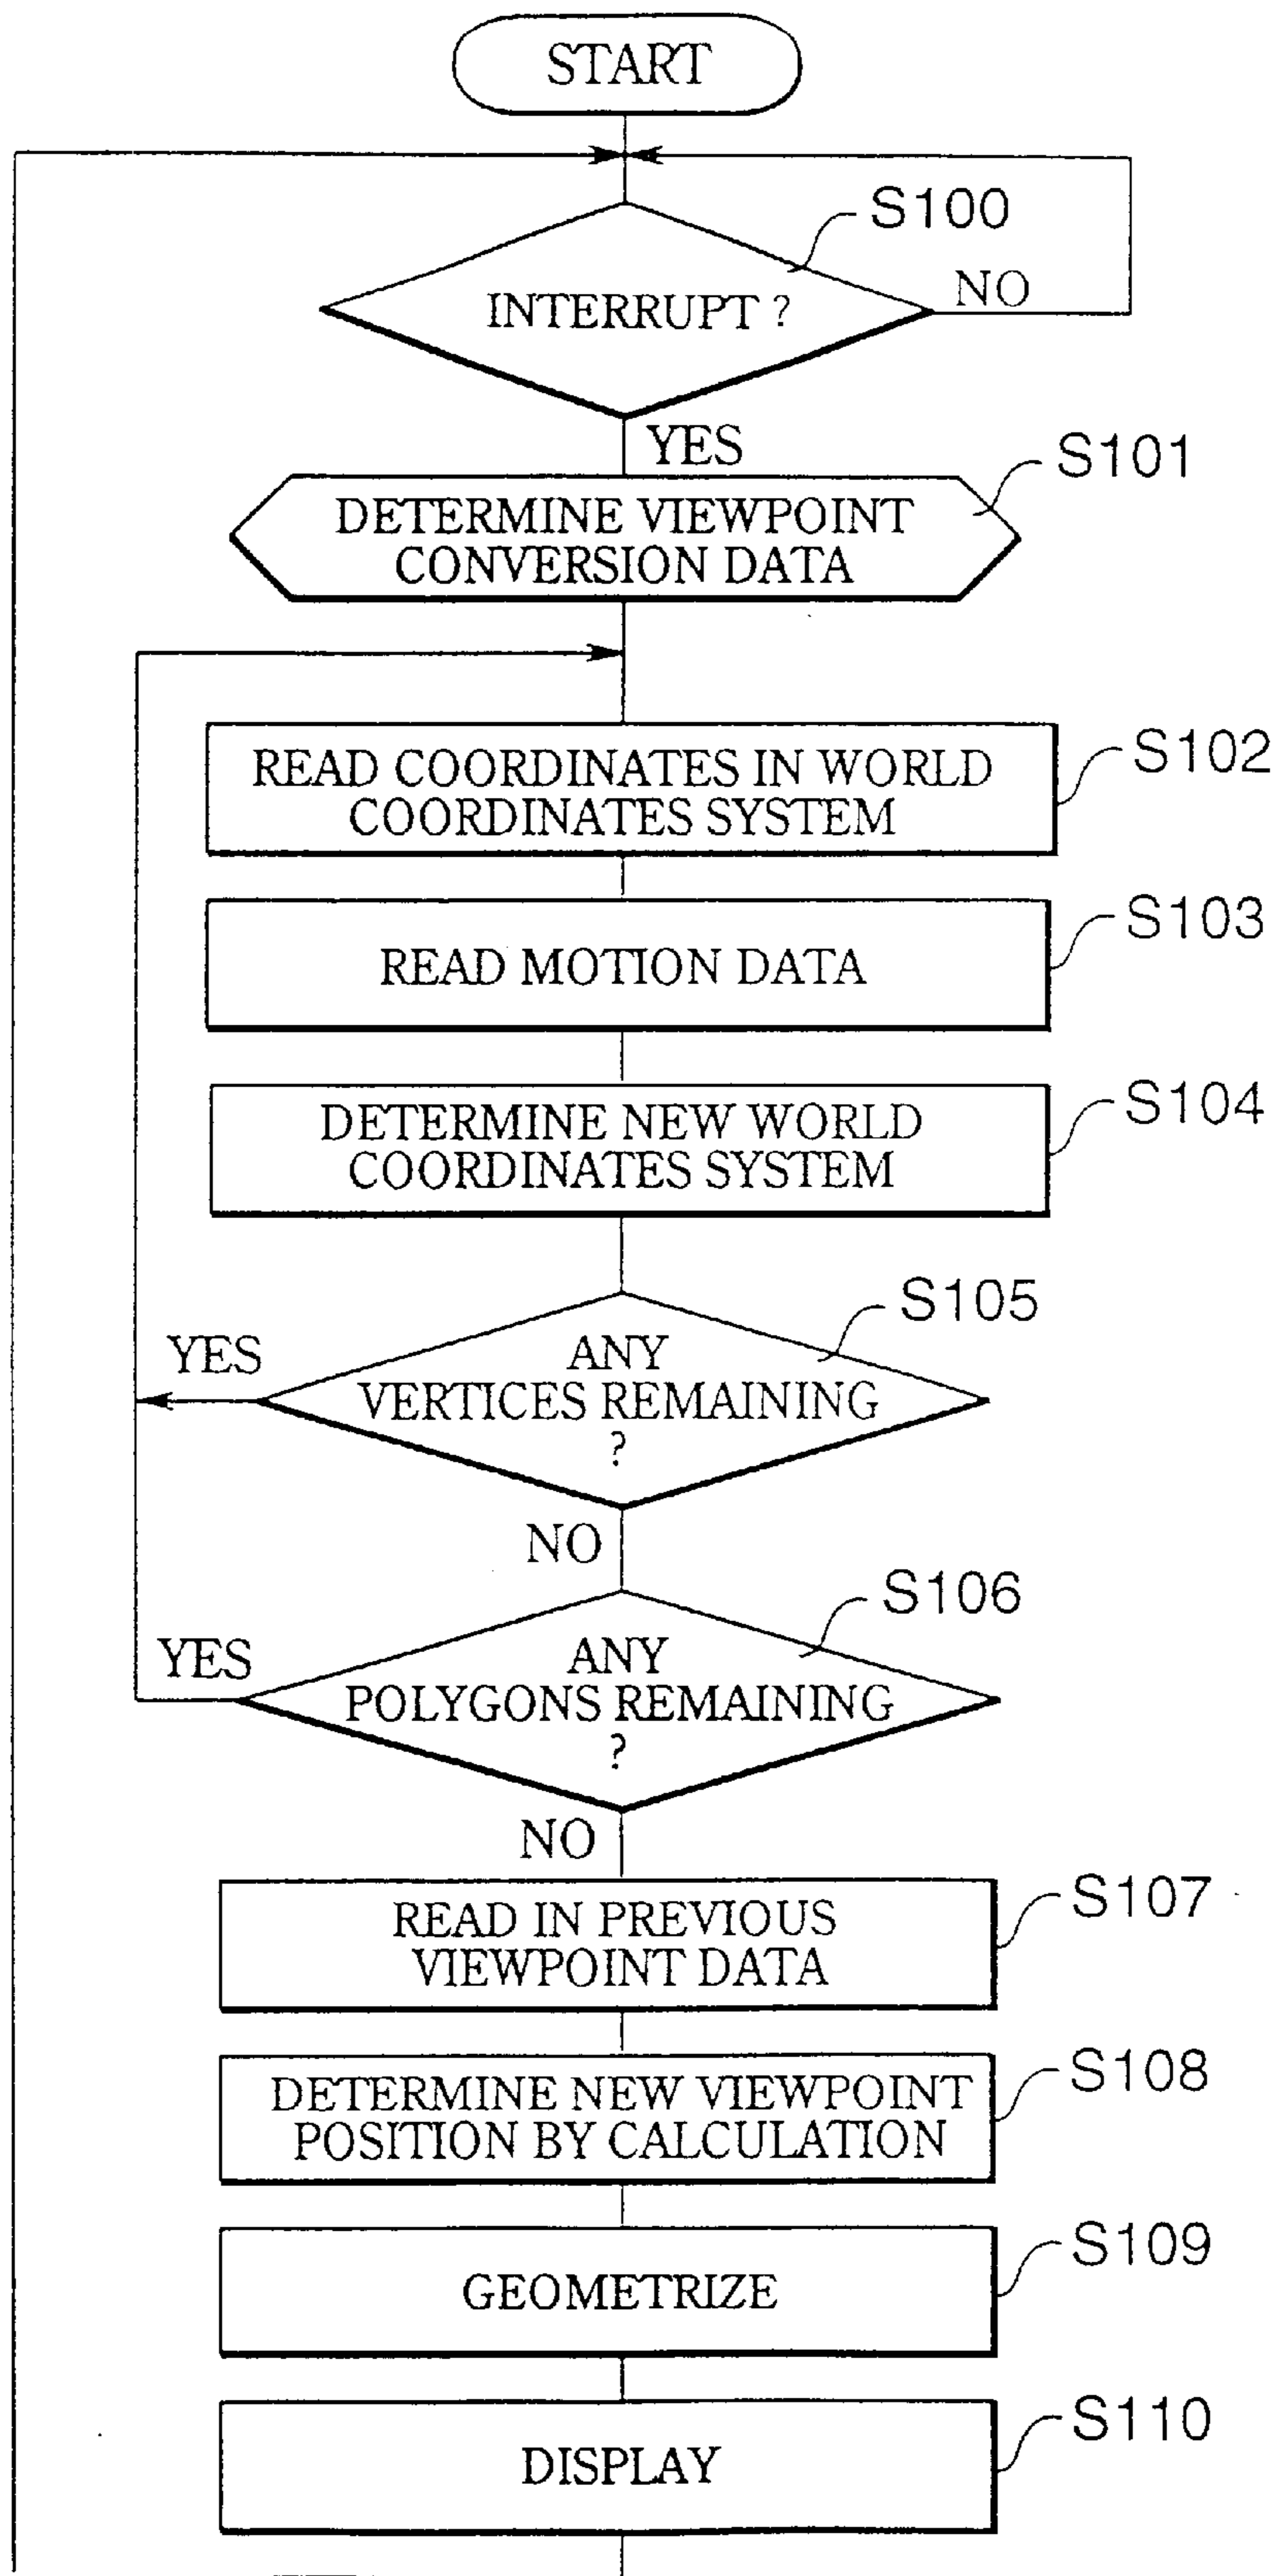 START
S100
INTERRUPT ?
NO
YES
S101
DETERMINE VIEWPOINT
CONVERSION DATA
S102
READ COORDINATES IN WORLD
COORDINATES SYSTEM
S103
READ MOTION DATA
S104
DETERMINE NEW WORLD
COORDINATES SYSTEM
S105
YES
ANY
VERTICES REMAINING
?
NO
S106
YES
ANY
POLYGONS REMAINING
?
NO
S107
READ IN PREVIOUS
VIEWPOINT DATA
S108
DETERMINE NEW VIEWPOINT
POSITION BY CALCULATION
S109
GEOMETRIZE
S110
DISPLAY